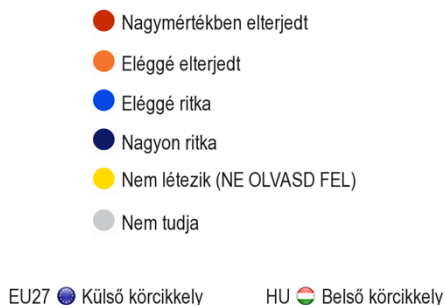 Nagymértékben elterjedt
Eléggé elterjedt
Eléggé ritka
Nagyon ritka
Nem létezik (NE OLVASD FEL)
Nem tudja
EU27 Külső körcikkely HU Belső körcikkely